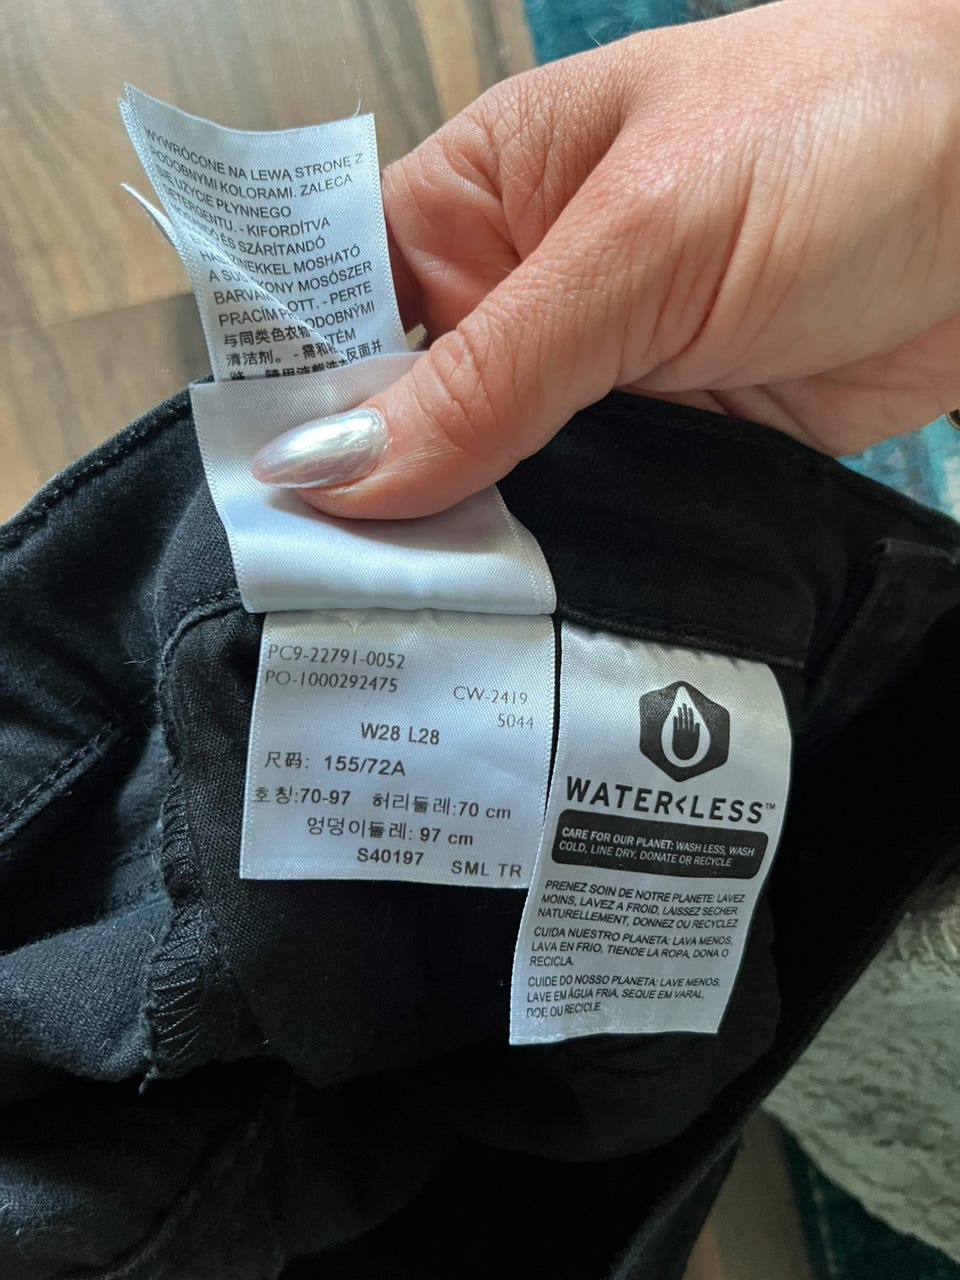 WYWRÓCONE NA LEWĄ STRONĘ Z
PODOBNYMI KOLORAMI. ZALECA
SIĘ UŻYCIE PŁYNNEGO
DETERGENTU. - KIFORDÍTVA
ÉS SZÁRÍTANDÓ
MOSHATÓ
A MOSÓSZER
OTT. - PERTE
PRACÍM
与同类色衣物
清洁剂。 - 需和 反面并
PC9-22791-0052
PO-1000292475
CW-2419
5044
W28 L28
尺码: 155/72A
호칭:70-97 허리둘레:70 cm
엉덩이둘레: 97 cm
S40197 SML TR
WATER<LESS™
CARE FOR OUR PLANET: WASH LESS, WASH
COLD, LINE DRY, DONATE OR RECYCLE
PRENEZ SOIN DE NOTRE PLANETE: LAVEZ
MOINS, LAVEZ A FROID, LAISSEZ SECHER
NATURELLEMENT, DONNEZ OU RECYCLEZ
CUIDA NUESTRO PLANETA: LAVA MENOS,
LAVA EN FRIO, TIENDE LA ROPA, DONA O
RECICLA.
CUIDE DO NOSSO PLANETA: LAVE MENOS,
LAVE EM ÁGUA FRIA, SEQUE EM VARAL,
DOE OU RECICLE.